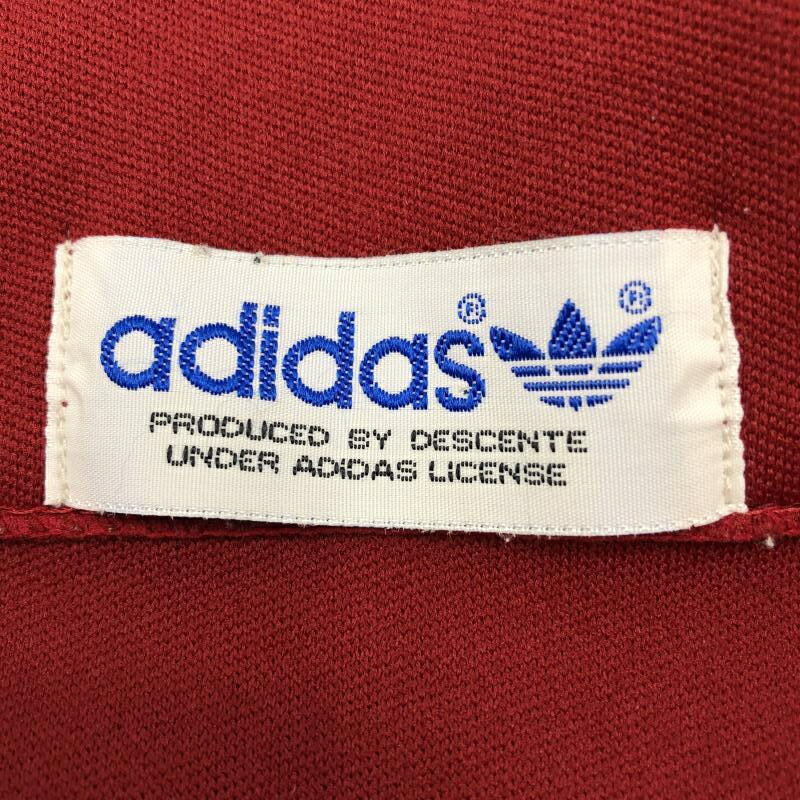 adidas® ®
PRODUCED BY DESCENTE
UNDER ADIDAS LICENSE